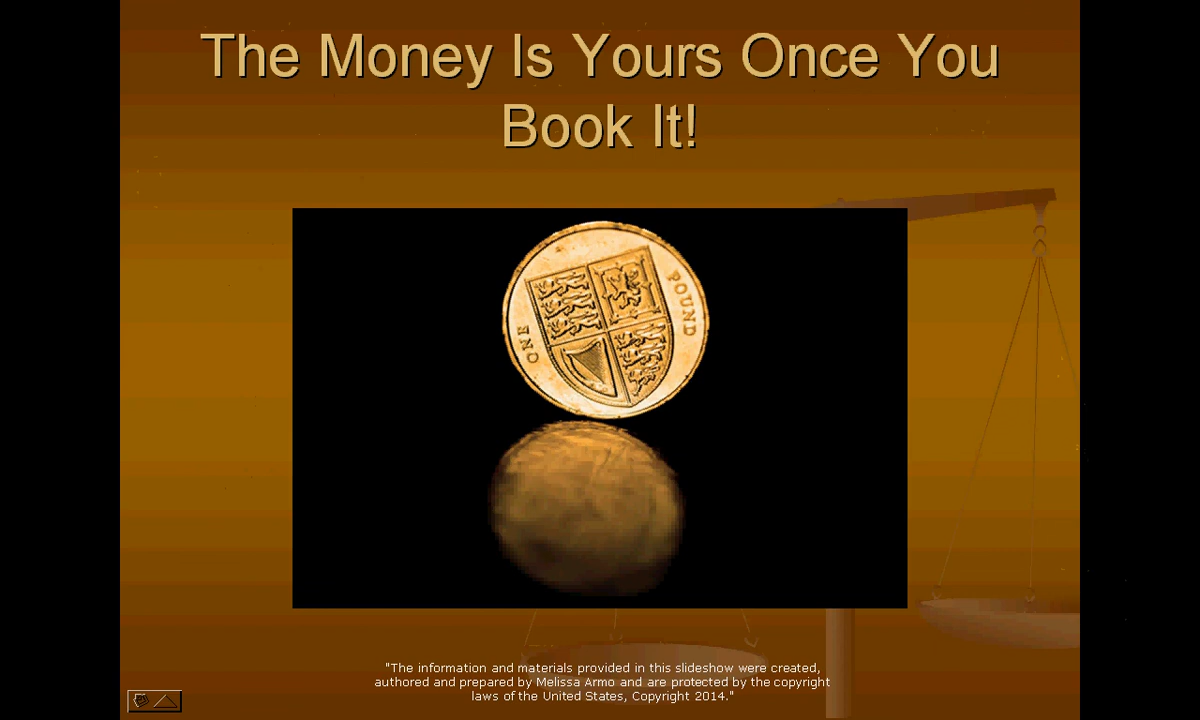 The Money Is Yours Once You
Book It!
ONE
POUND
"The information and materials provided in this slideshow were created,
authored and prepared by Melissa Armo and are protected by the copyright
laws of the United States, Copyright 2014."